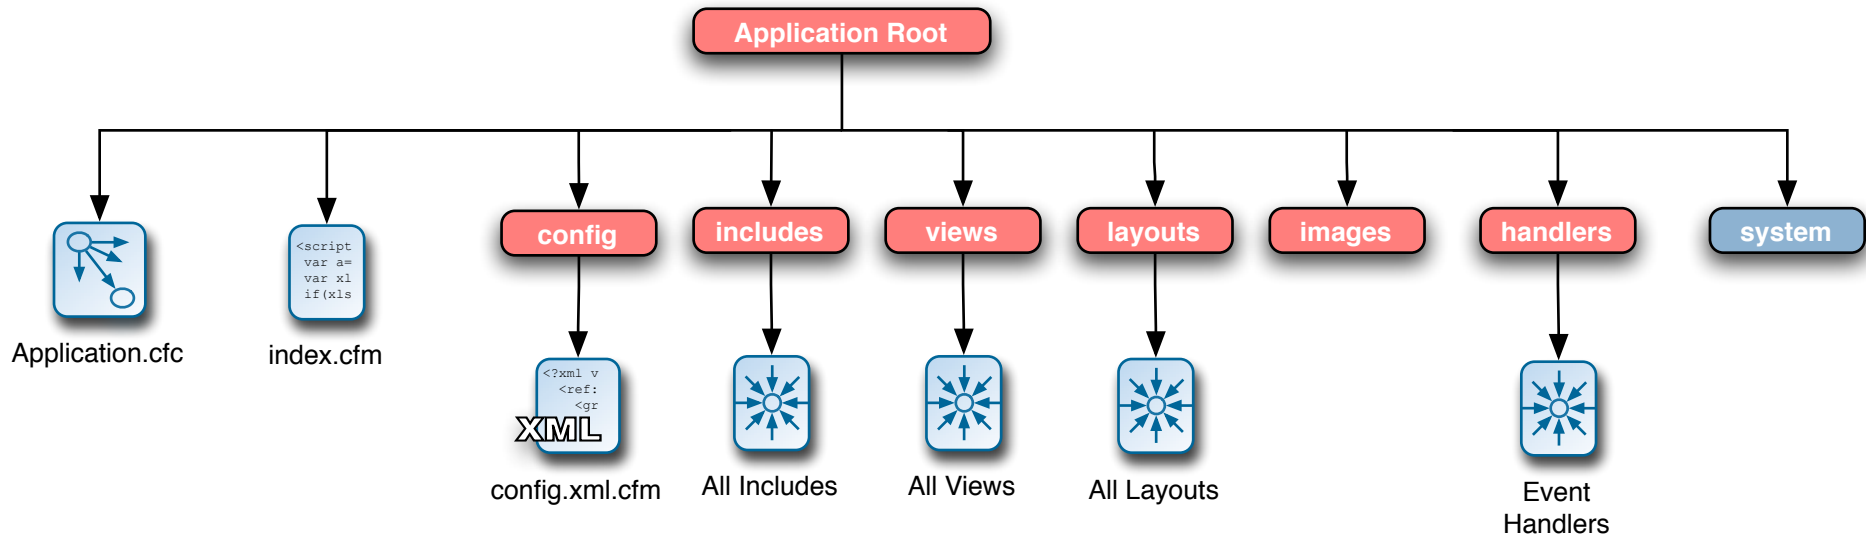 Application Root
config
includes
views
layouts
images
handlers
system
<script
var a=
var xl
if(xls
Application.cfc
index.cfm
<?xml v
<ref:
<gr
XML
config.xml.cfm
All Includes
All Views
All Layouts
Event
Handlers